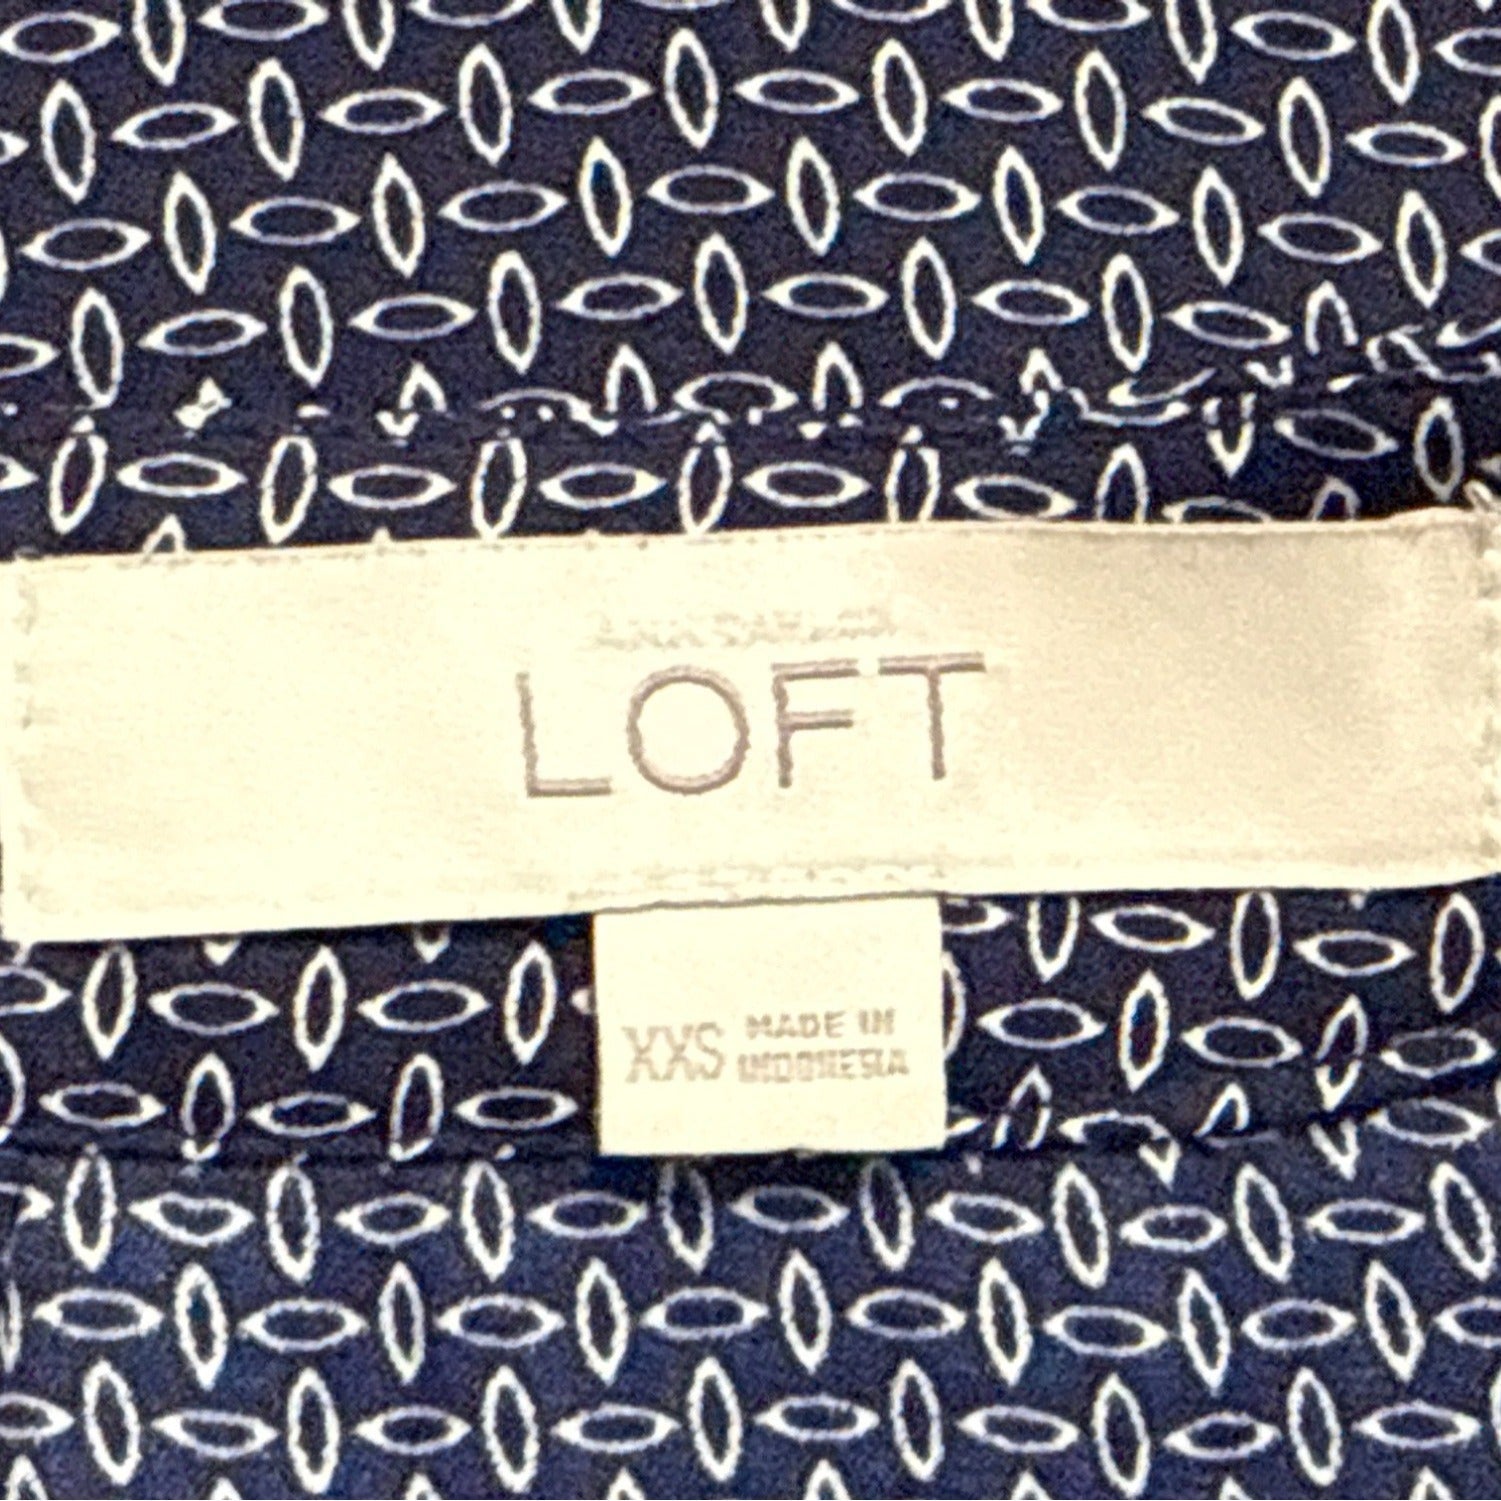 ANN TAYLOR
LOFT
XXS MADE IN
INDONESIA